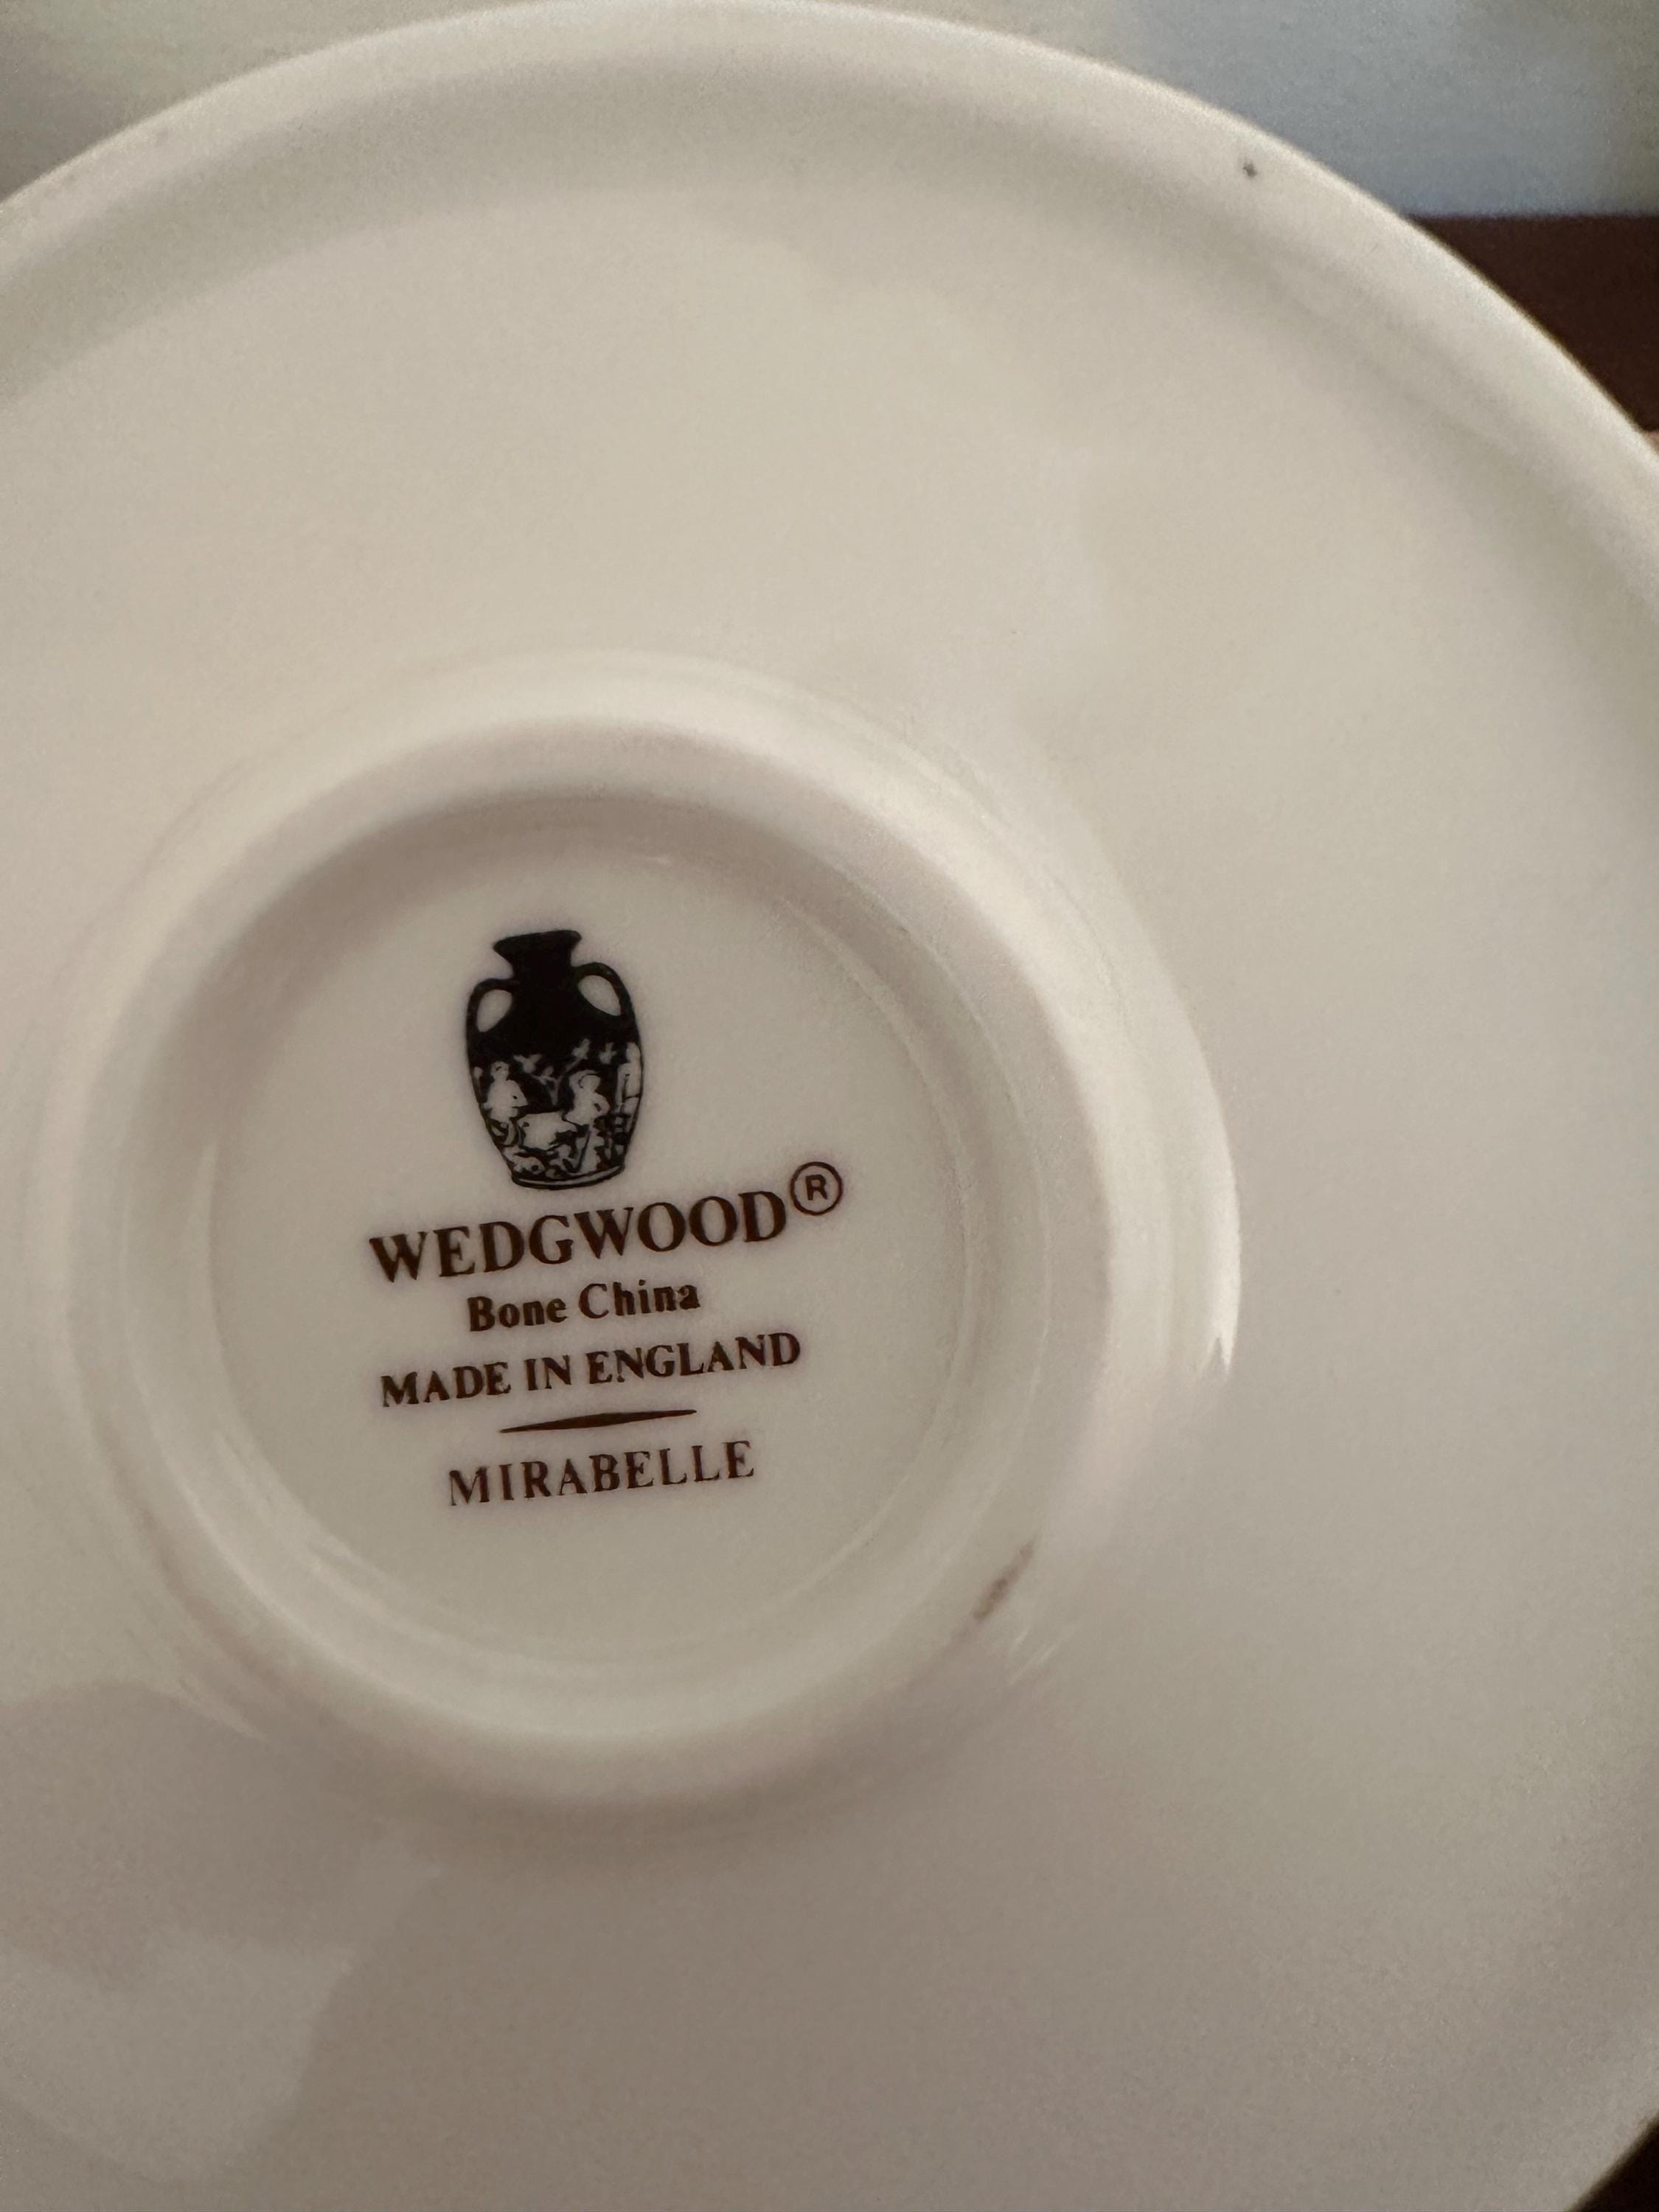 WEDGWOOD®
Bone China
MADE IN ENGLAND
MIRABELLE